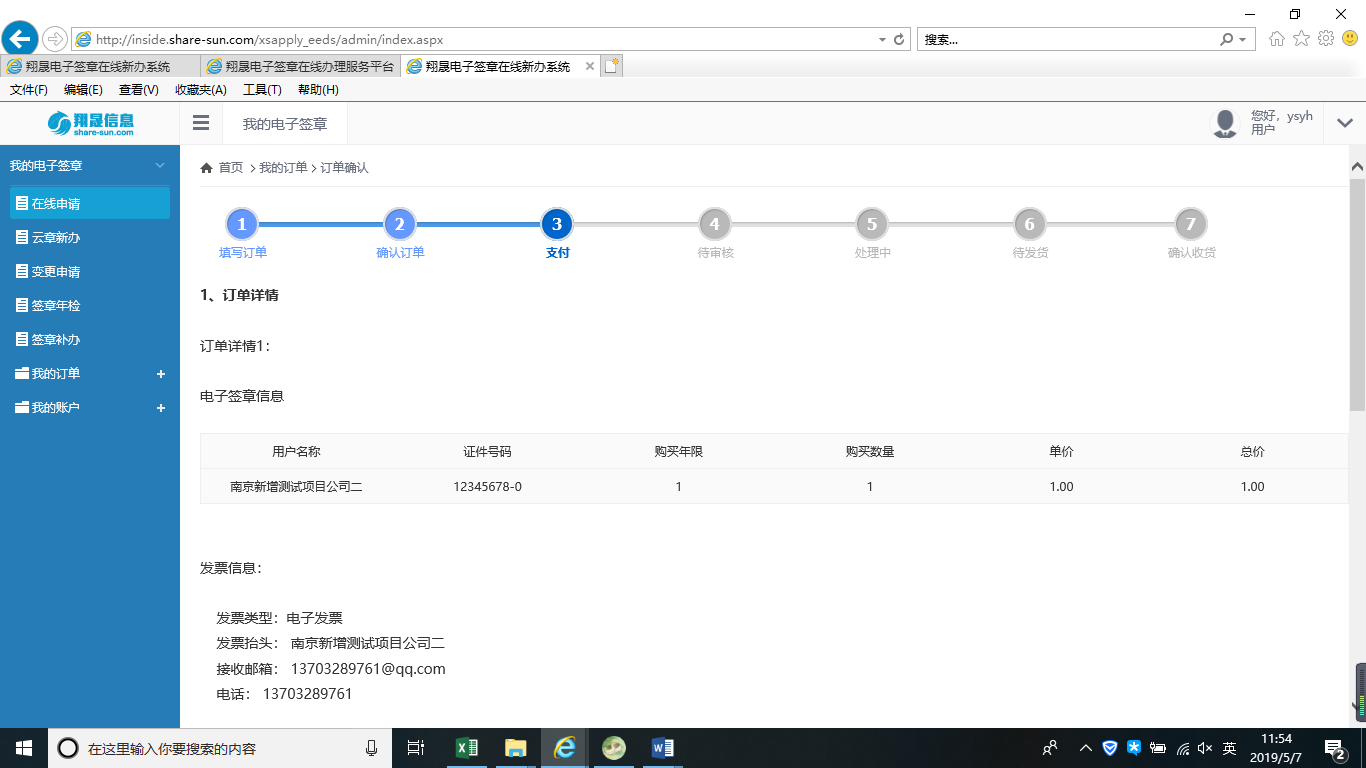 http://inside.share-sun.com/xsapply_eeds/admin/index.aspx
搜索...
翔晟电子签章在线新办系统
翔晟电子签章在线办理服务平台
翔晟电子签章在线新办系统
文件(F) 编辑(E) 查看(V) 收藏夹(A) 工具(T) 帮助(H)
翔晟信息
share-sun.com
我的电子签章
您好，ysyh
用户
我的电子签章
在线申请
云章新办
变更申请
签章年检
签章补办
我的订单
我的账户
首页 > 我的订单 > 订单确认
1 2 3 4 5 6 7
填写订单 确认订单 支付 待审核 处理中 待发货 确认收货
1、订单详情
订单详情1：
电子签章信息
用户名称 证件号码 购买年限 购买数量 单价 总价
南京新增测试项目公司二 12345678-0 1 1 1.00 1.00
发票信息：
发票类型：电子发票
发票抬头： 南京新增测试项目公司二
接收邮箱： 13703289761@qq.com
电话： 13703289761
在这里输入你要搜索的内容
英
11:54
2019/5/7
2